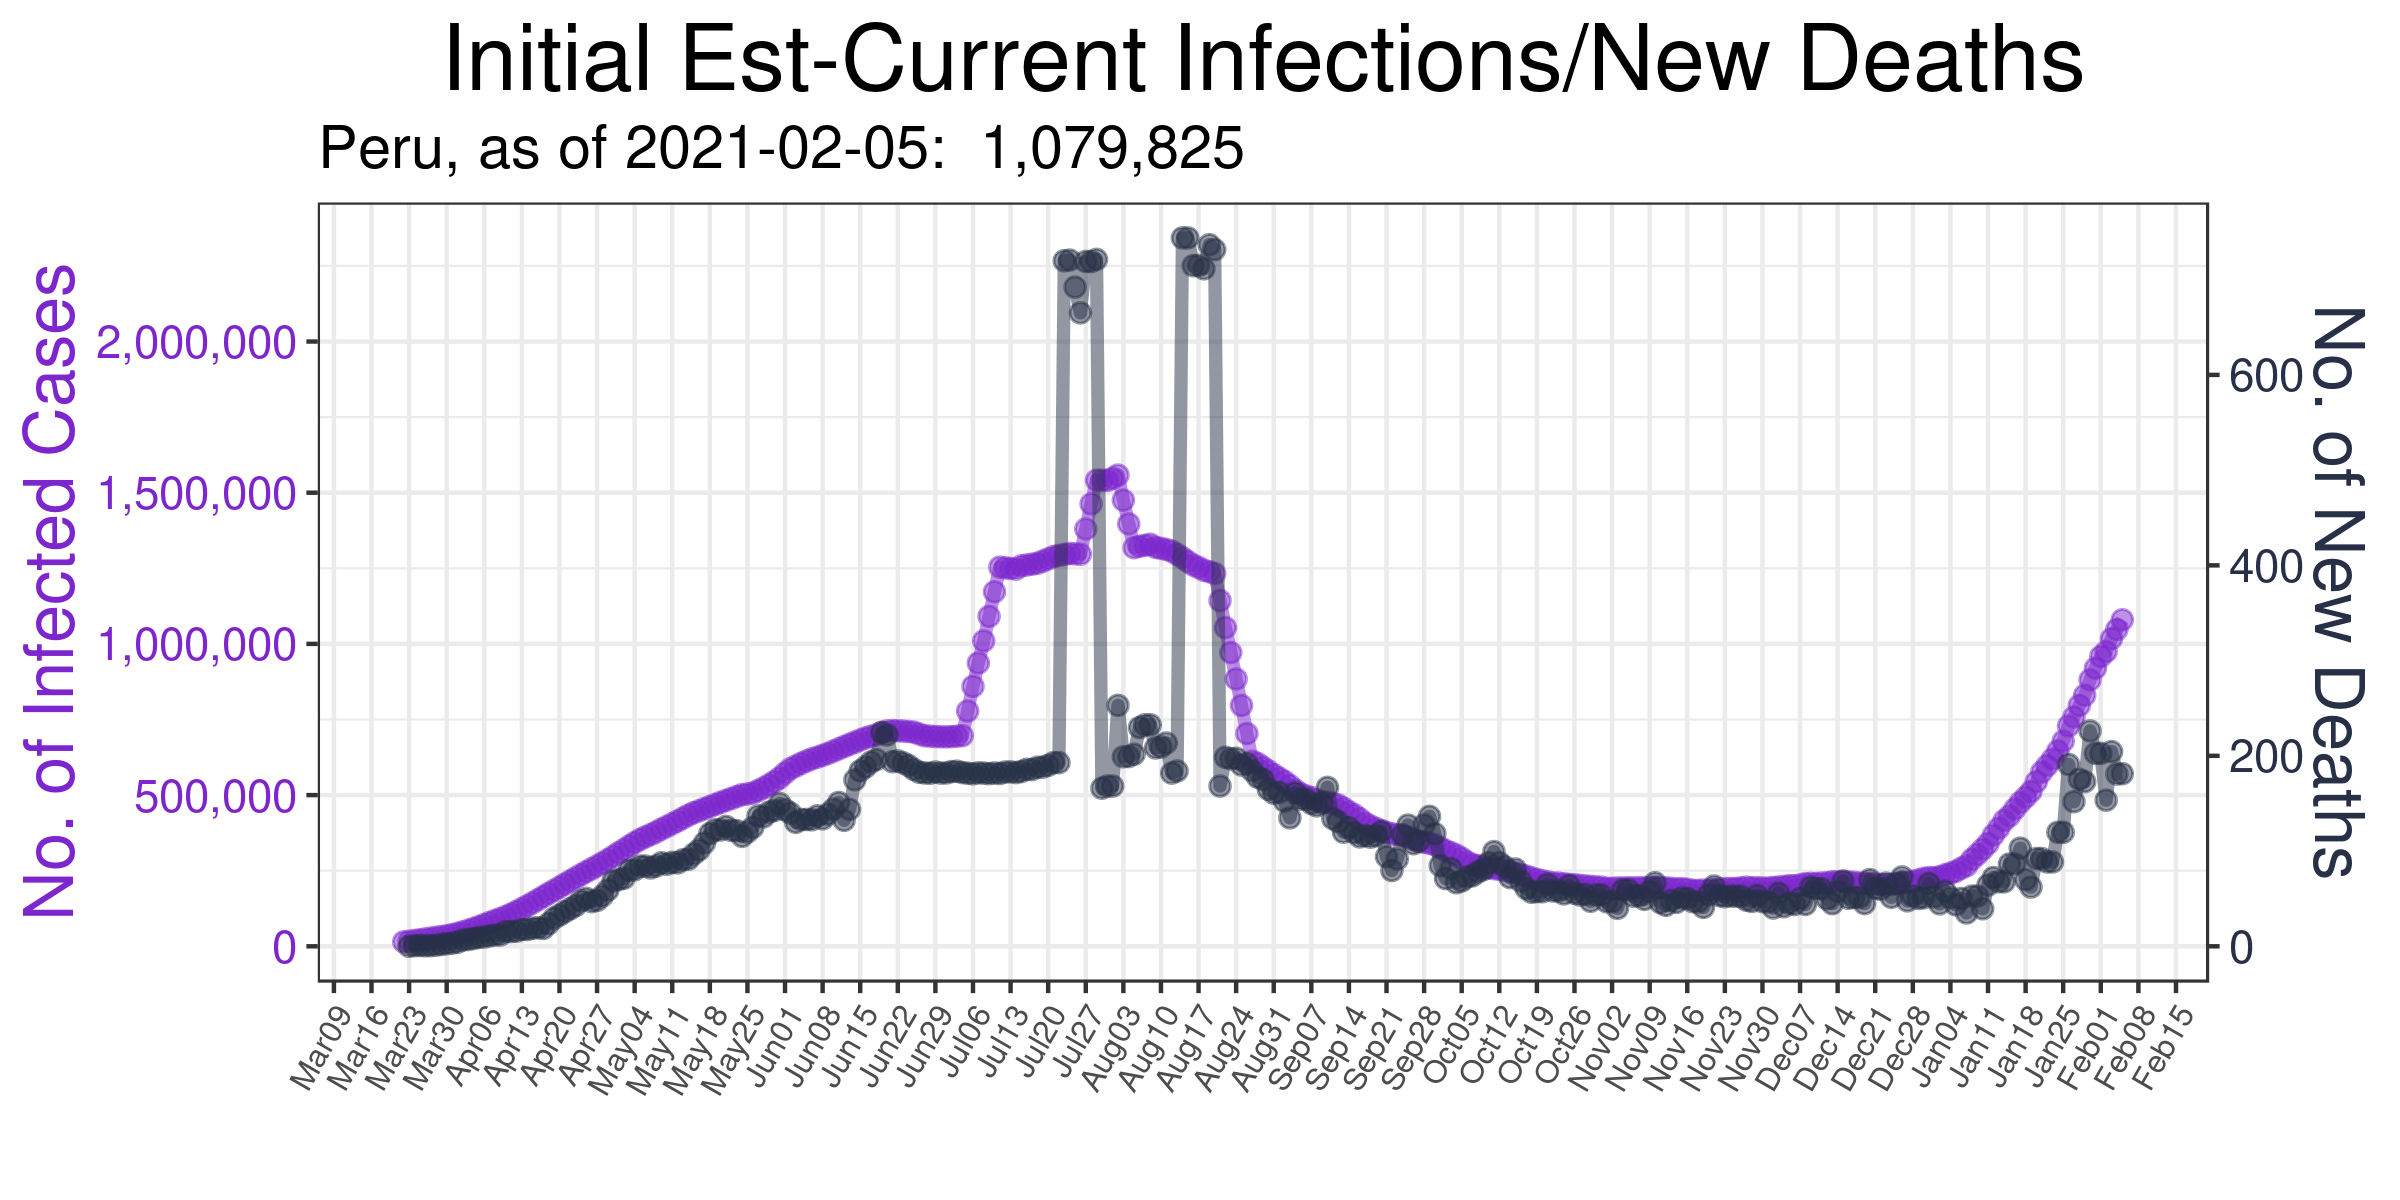 Initial Est-Current Infections/New Deaths
Peru, as of 2021-02-05:  1,079,825
No. of Infected Cases
2,000,000
1,500,000
1,000,000
500,000
0
600
400
200
0
No. of New Deaths
Mar09
Mar16
Mar23
Mar30
Apr06
Apr13
Apr20
Apr27
May04
May11
May18
May25
Jun01
Jun08
Jun15
Jun22
Jun29
Jul06
Jul13
Jul20
Jul27
Aug03
Aug10
Aug17
Aug24
Aug31
Sep07
Sep14
Sep21
Sep28
Oct05
Oct12
Oct19
Oct26
Nov02
Nov09
Nov16
Nov23
Nov30
Dec07
Dec14
Dec21
Dec28
Jan04
Jan11
Jan18
Jan25
Feb01
Feb08
Feb15